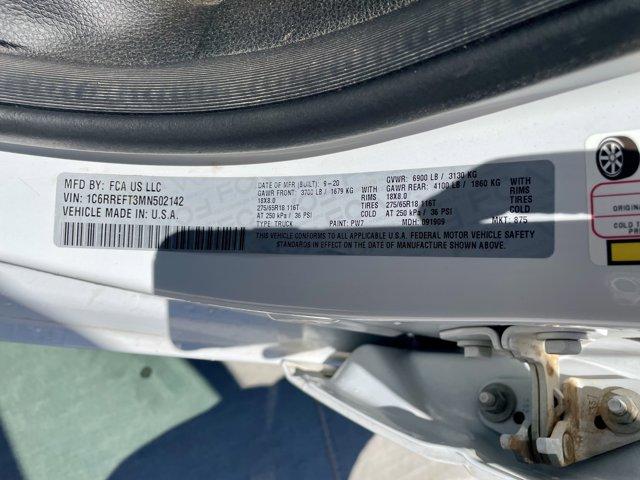 MFD BY: FCA US LLC
VIN: 1C6RREFT3MN502142
VEHICLE MADE IN U.S.A.
DATE OF MFR (BUILT): 9-20
GVWR: 6900 LB / 3130 KG
GAWR FRONT: 3700 LB / 1679 KG WITH
GAWR REAR: 4100 LB / 1860 KG WITH
18X8.0 RIMS
18X8.0 RIMS
275/65R18 116T TIRES
275/65R18 116T TIRES
AT 250 kPa / 36 PSI COLD
AT 250 kPa / 36 PSI COLD
TYPE: TRUCK PAINT: PW7 MDH: 091909 MKT: 875
THIS VEHICLE CONFORMS TO ALL APPLICABLE U.S.A. FEDERAL MOTOR VEHICLE SAFETY
STANDARDS IN EFFECT ON THE DATE OF MANUFACTURE SHOWN ABOVE.
ORIGINA
COLD T